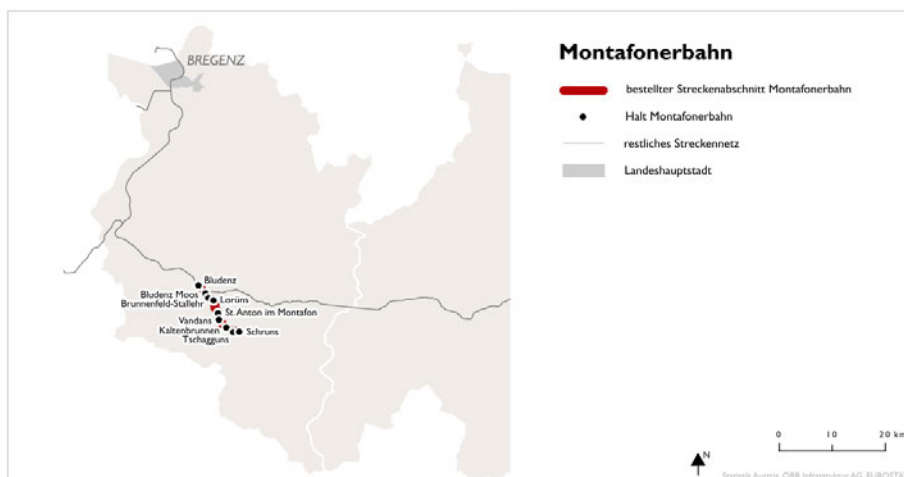 BREGENZ
Bludenz
Bludenz Moos
Lorüns
Brunnenfeld-Stallehr
St. Anton im Montafon
Vandans
Kaltenbrunnen
Schruns
Tschagguns
Montafonerbahn
bestellter Streckenabschnitt Montafonerbahn
Halt Montafonerbahn
restliches Streckennetz
Landeshauptstadt
0 10 20 km
N